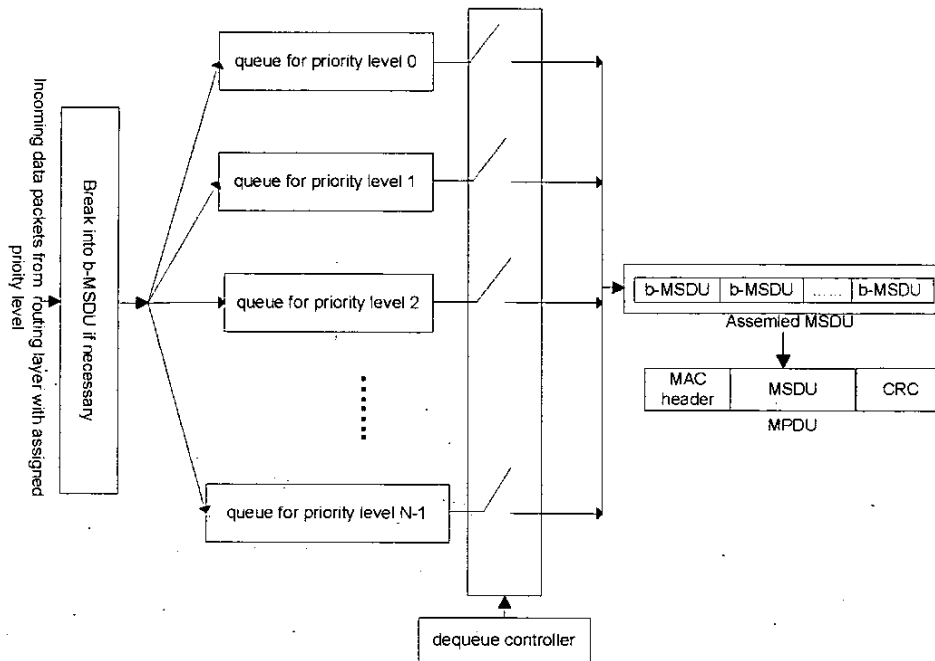 Incoming data packets from routing layer with assigned
prioity level
Break into b-MSDU if necessary
queue for priority level 0
queue for priority level 1
queue for priority level 2
queue for priority level N-1
dequeue controller
b-MSDU b-MSDU ...... b-MSDU
Assemled MSDU
MAC header MSDU CRC
MPDU